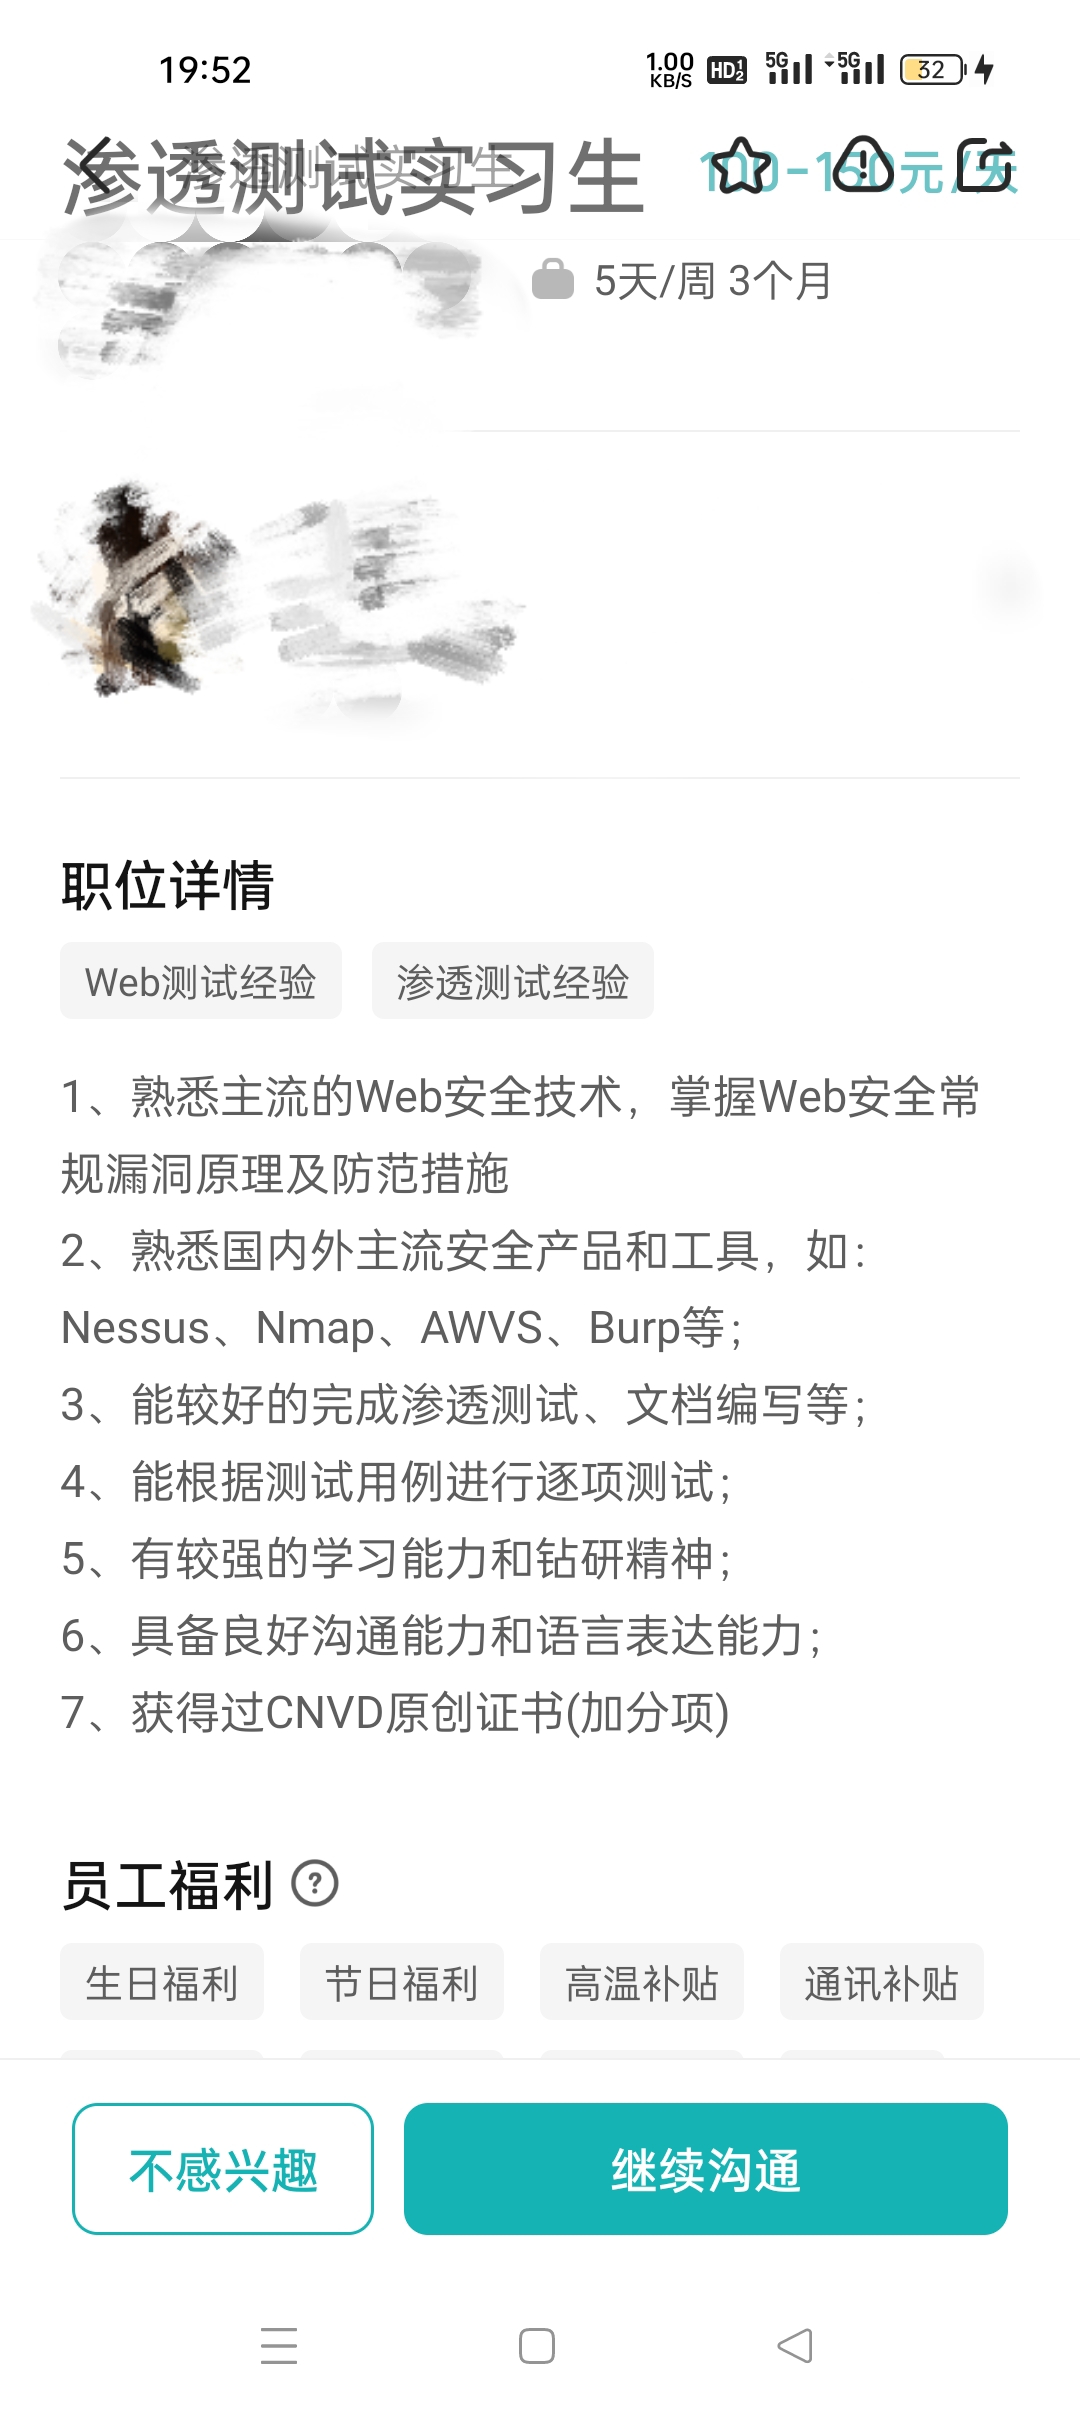 19:52
1.00
KB/S
HD 1 2
5G
5G
32
渗透测试实习生
渗透测试实习生
100-150元/天
5天/周 3个月
职位详情
Web测试经验
渗透测试经验
1、熟悉主流的Web安全技术，掌握Web安全常
规漏洞原理及防范措施
2、熟悉国内外主流安全产品和工具，如：
Nessus、Nmap、AWVS、Burp等；
3、能较好的完成渗透测试、文档编写等；
4、能根据测试用例进行逐项测试；
5、有较强的学习能力和钻研精神；
6、具备良好沟通能力和语言表达能力；
7、获得过CNVD原创证书(加分项)
员工福利 ?
生日福利
节日福利
高温补贴
通讯补贴
不感兴趣
继续沟通